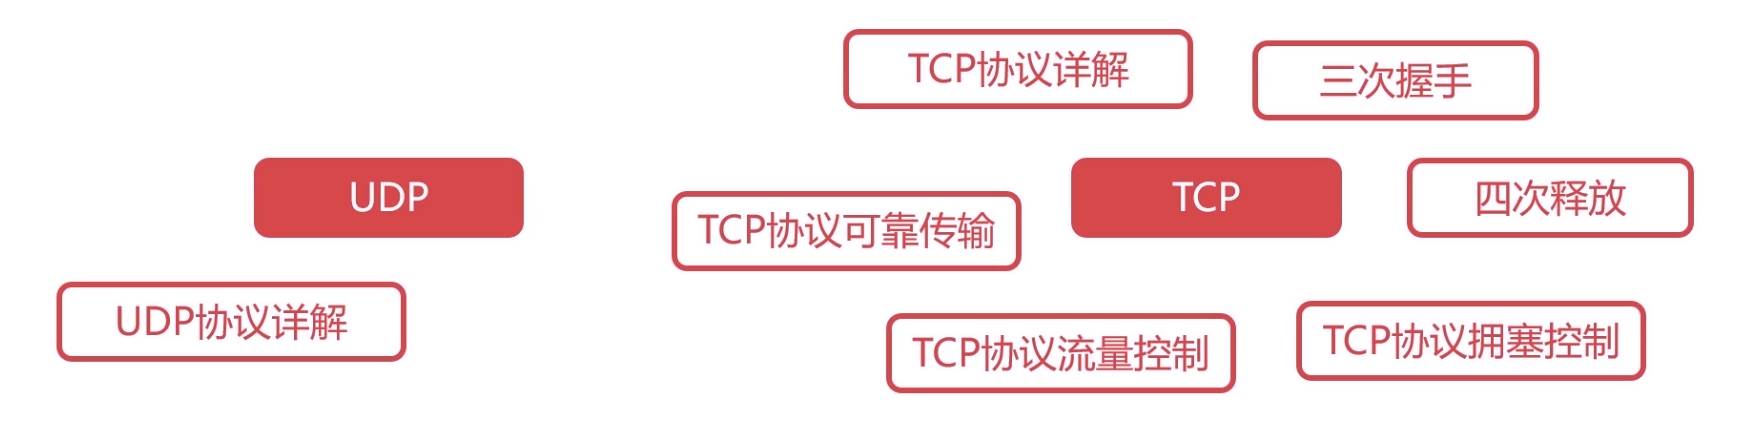 TCP协议详解
三次握手
UDP
TCP
四次释放
TCP协议可靠传输
UDP协议详解
TCP协议流量控制
TCP协议拥塞控制